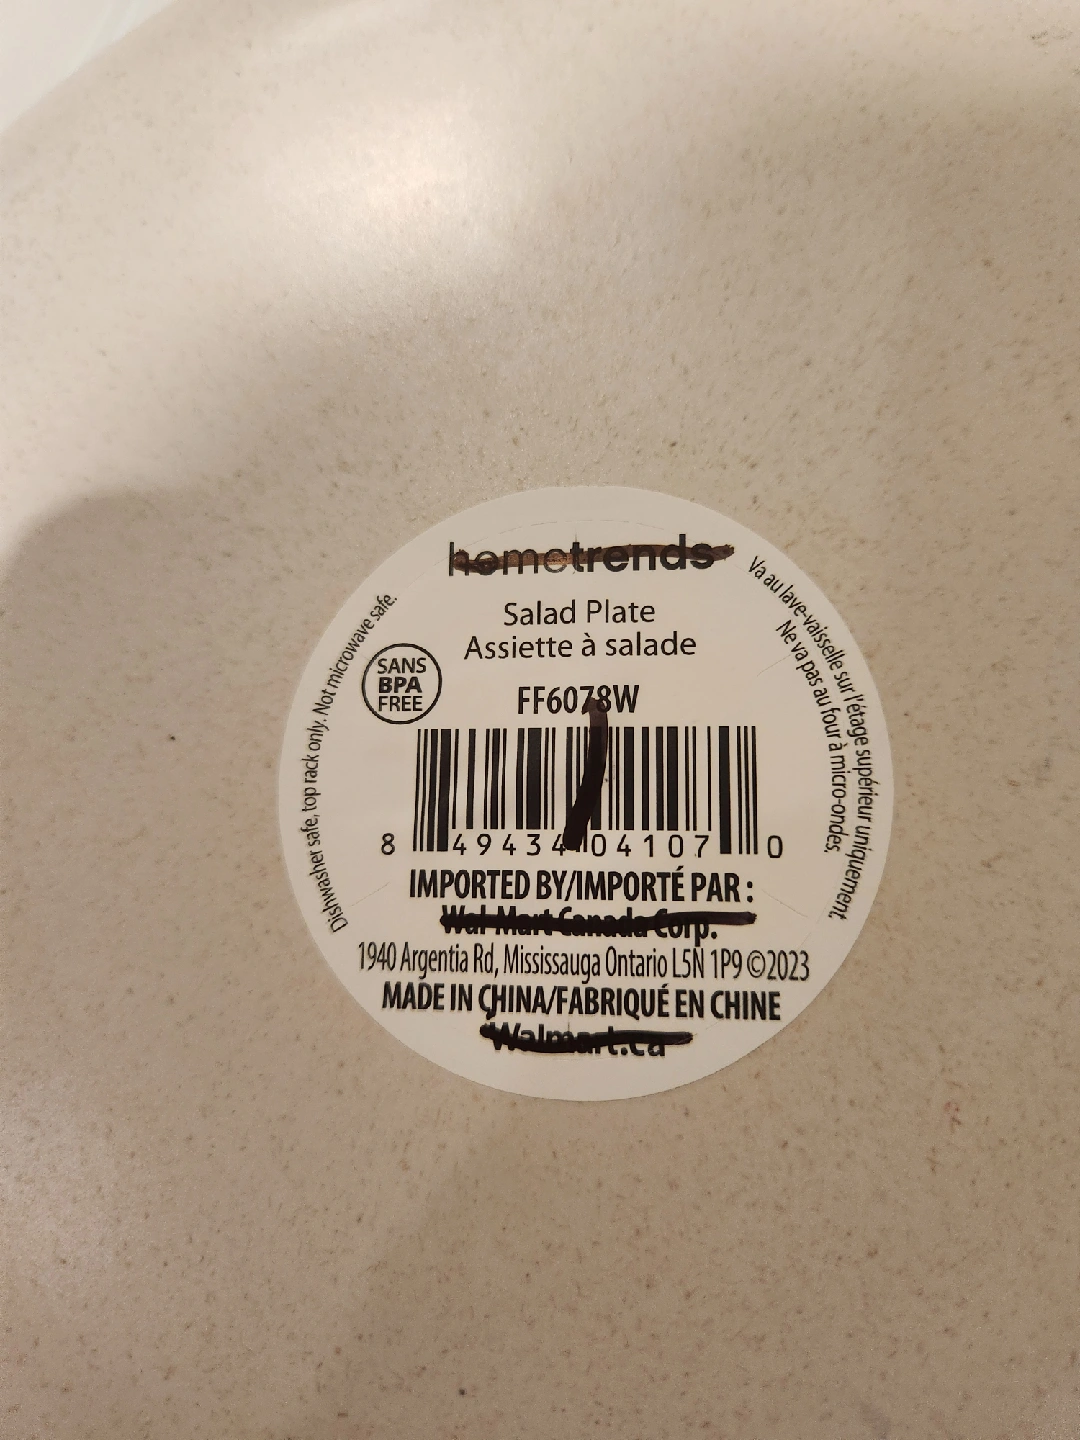 hometrends
Salad Plate
Assiette à salade
SANS
BPA
FREE
FF6078W
8 49434 04107 0
IMPORTED BY/IMPORTÉ PAR :
Wal-Mart Canada Corp.
1940 Argentia Rd, Mississauga Ontario L5N 1P9 ©2023
MADE IN CHINA/FABRIQUÉ EN CHINE
Walmart.ca
Dishwasher safe, top rack only. Not microwave safe.
Va au lave-vaisselle sur l'étage supérieur uniquement.
Ne va pas au four à micro-ondes.